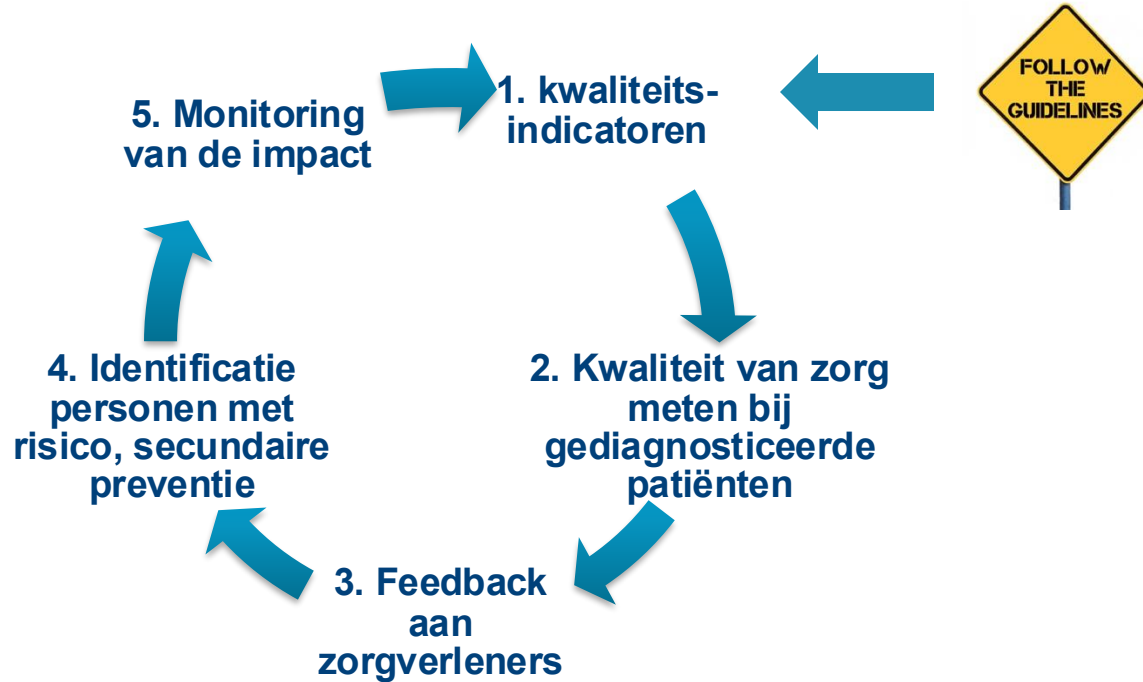 1. kwaliteits-
indicatoren
FOLLOW
THE
GUIDELINES
2. Kwaliteit van zorg
meten bij
gediagnosticeerde
patiënten
3. Feedback
aan
zorgverleners
4. Identificatie
personen met
risico, secundaire
preventie
5. Monitoring
van de impact